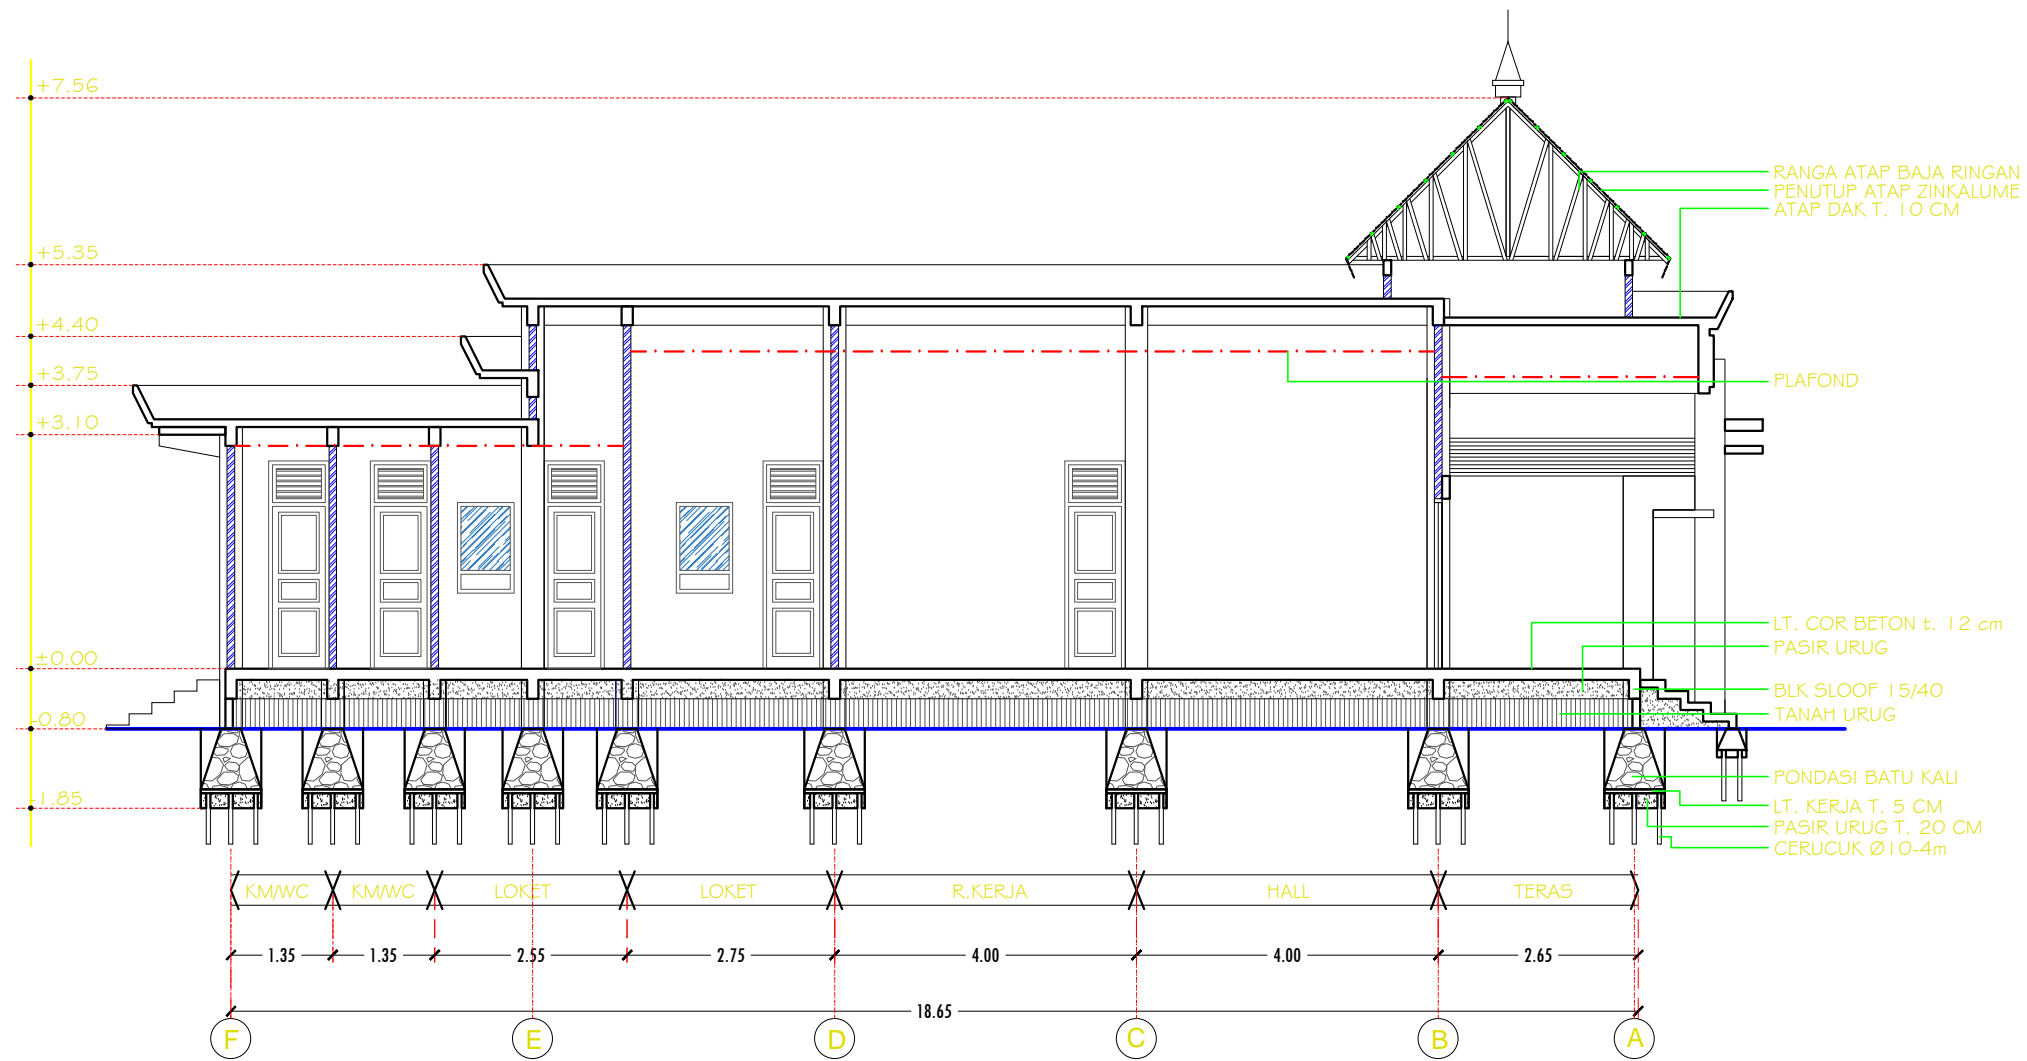 +7.56
RANGA ATAP BAJA RINGAN
PENUTUP ATAP ZINKALUME
ATAP DAK T. 10 CM
+5.35
+4.40
+3.75
PLAFOND
+3.10
LT. COR BETON t. 12 cm
PASIR URUG
±0.00
BLK SLOOF 15/40
TANAH URUG
-0.80
PONDASI BATU KALI
-1.85
LT. KERJA T. 5 CM
PASIR URUG T. 20 CM
CERUCUK Ø10-4m
KM/WC KM/WC LOKET LOKET R.KERJA HALL TERAS
1.35 1.35 2.55 2.75 4.00 4.00 2.65
18.65
F E D C B A